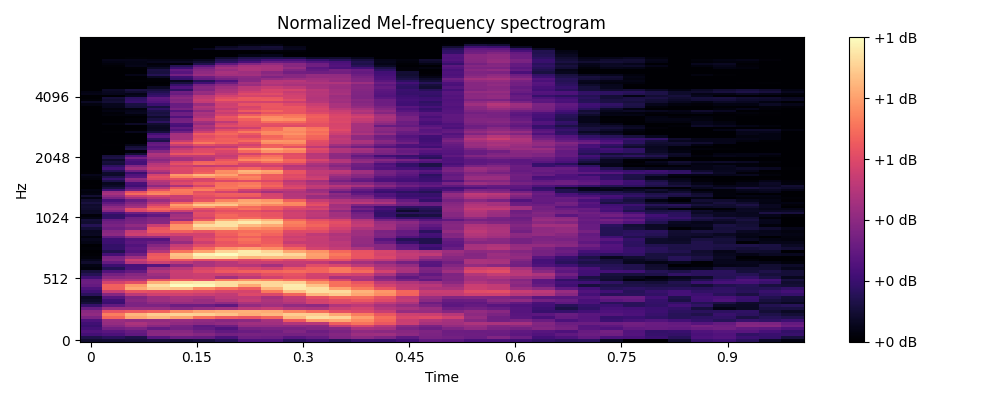 Normalized Mel-frequency spectrogram
Hz
4096
2048
1024
512
0
0 0.15 0.3 0.45 0.6 0.75 0.9
Time
+1 dB
+1 dB
+1 dB
+0 dB
+0 dB
+0 dB